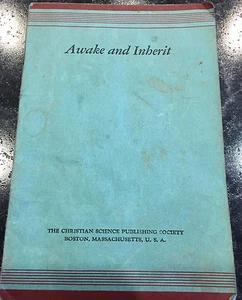 Awake and Inherit
THE CHRISTIAN SCIENCE PUBLISHING SOCIETY
BOSTON, MASSACHUSETTS, U. S. A.